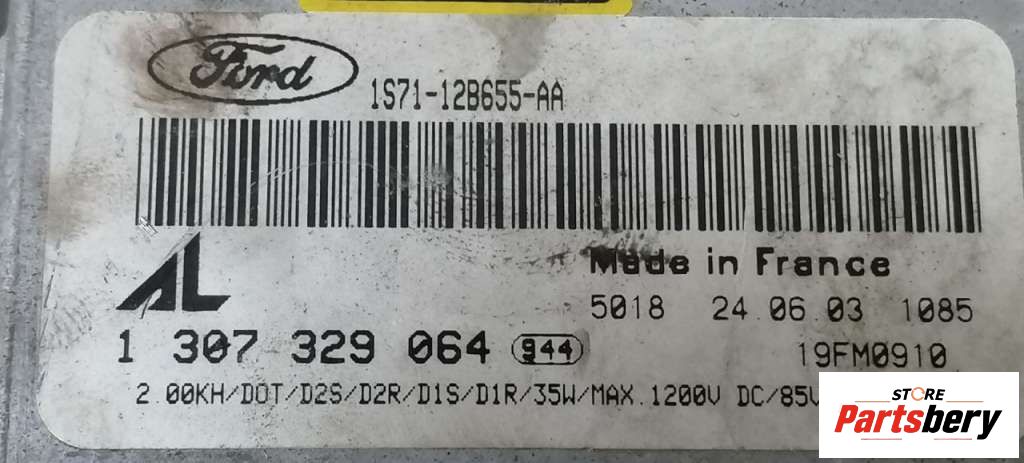 Ford
1S71-12B655-AA
AL
Made in France
5018 24.06.03 1085
1 307 329 064 944
19FM0910
2.00KH/DOT/D2S/D2R/D1S/D1R/35W/MAX.1200V DC/85V
STORE
Partsbery